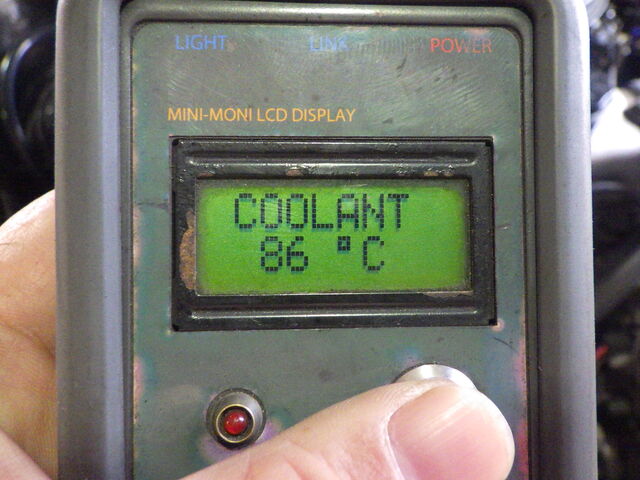 LIGHT LINK POWER
MINI-MONI LCD DISPLAY
COOLANT
86 °C